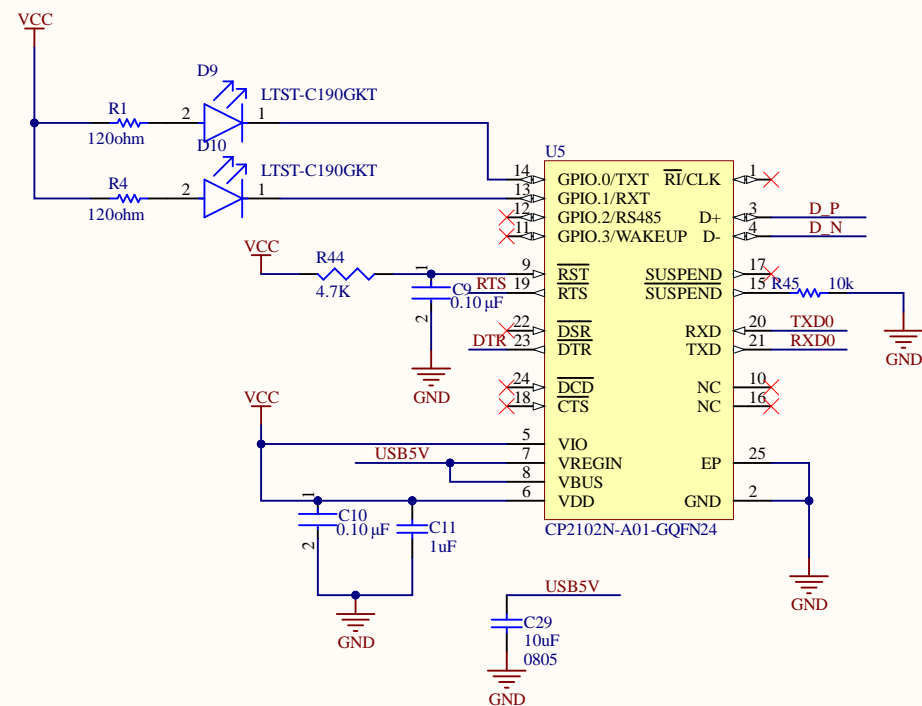 VCC
D9
LTST-C190GKT
R1
2
1
120ohm
D10
LTST-C190GKT
R4
2
1
120ohm
U5
14
GPIO.0/TXT
RI/CLK
1
13
GPIO.1/RXT
12
GPIO.2/RS485
D+
3
D_P
11
GPIO.3/WAKEUP
D-
4
D_N
VCC
R44
4.7K
1
9
RST
SUSPEND
17
RTS
19
RTS
SUSPEND
15
R45
10k
C9
0.10 µF
2
GND
22
DSR
RXD
20
TXD0
DTR
23
DTR
TXD
21
RXD0
GND
24
DCD
NC
10
18
CTS
NC
16
VCC
5
VIO
USB5V
7
VREGIN
EP
25
8
VBUS
6
VDD
GND
2
1
C10
0.10 µF
2
C11
1uF
GND
CP2102N-A01-GQFN24
GND
USB5V
C29
10uF
0805
GND